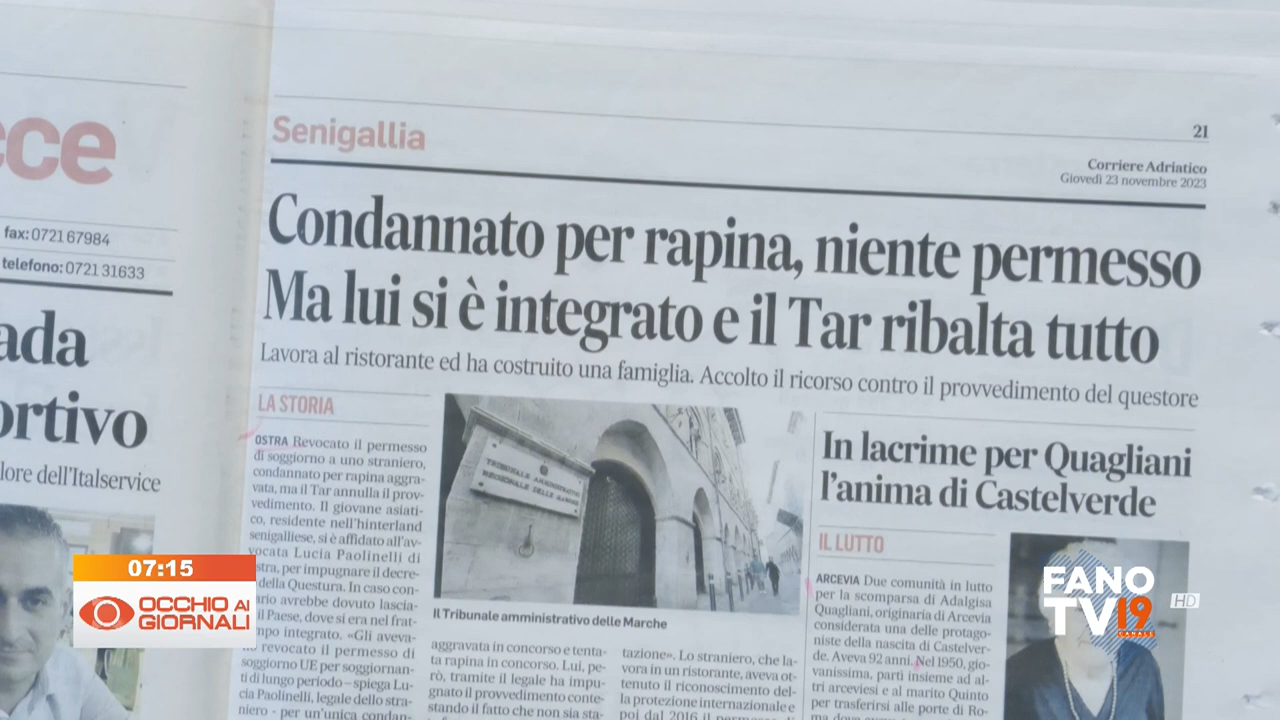 cce
fax: 0721 67984
telefono: 0721 31633
ada
ortivo
lore dell'Italservice
Senigallia
21
Corriere Adriatico
Giovedì 23 novembre 2023
Condannato per rapina, niente permesso
Ma lui si è integrato e il Tar ribalta tutto
Lavora al ristorante ed ha costruito una famiglia. Accolto il ricorso contro il provvedimento del questore
LA STORIA
OSTRA Revocato il permesso
di soggiorno a uno straniero,
condannato per rapina aggra-
vata, ma il Tar annulla il prov-
vedimento. Il giovane asiati-
co, residente nell'hinterland
senigalliese, si è affidato all'av-
vocata Lucia Paolinelli di
stra, per impugnare il decre-
della Questura. In caso con-
rio avrebbe dovuto lascia-
Paese, dove si era nel frat-
mpo integrato. «Gli aveva-
revocato il permesso di
soggiorno UE per soggiornan-
ti di lungo periodo – spiega Lu-
cia Paolinelli, legale dello stra-
niero - per un'unica condan-
TRIBUNALE AMMINISTRATIVO
REGIONALE DELLE MARCHE
Il Tribunale amministrativo delle Marche
aggravata in concorso e tenta-
ta rapina in concorso. Lui, pe-
rò, tramite il legale ha impu-
gnato il provvedimento conte-
stando il fatto che non sia sta-
tazione». Lo straniero, che la-
vora in un ristorante, aveva ot-
tenuto il riconoscimento del-
la protezione internazionale e
poi dal 2016 il permesso di
In lacrime per Quagliani
l'anima di Castelverde
IL LUTTO
ARCEVIA Due comunità in lutto
per la scomparsa di Adalgisa
Quagliani, originaria di Arcevia
considerata una delle protago-
niste della nascita di Castelver-
de. Aveva 92 anni. Nel 1950, gio-
vanissima, partì insieme ad al-
tri arceviesi e al marito Quinto
per trasferirsi alle porte di Ro-
07:15
OCCHIO AI
GIORNALI
FANO
TV19
CANALE
HD